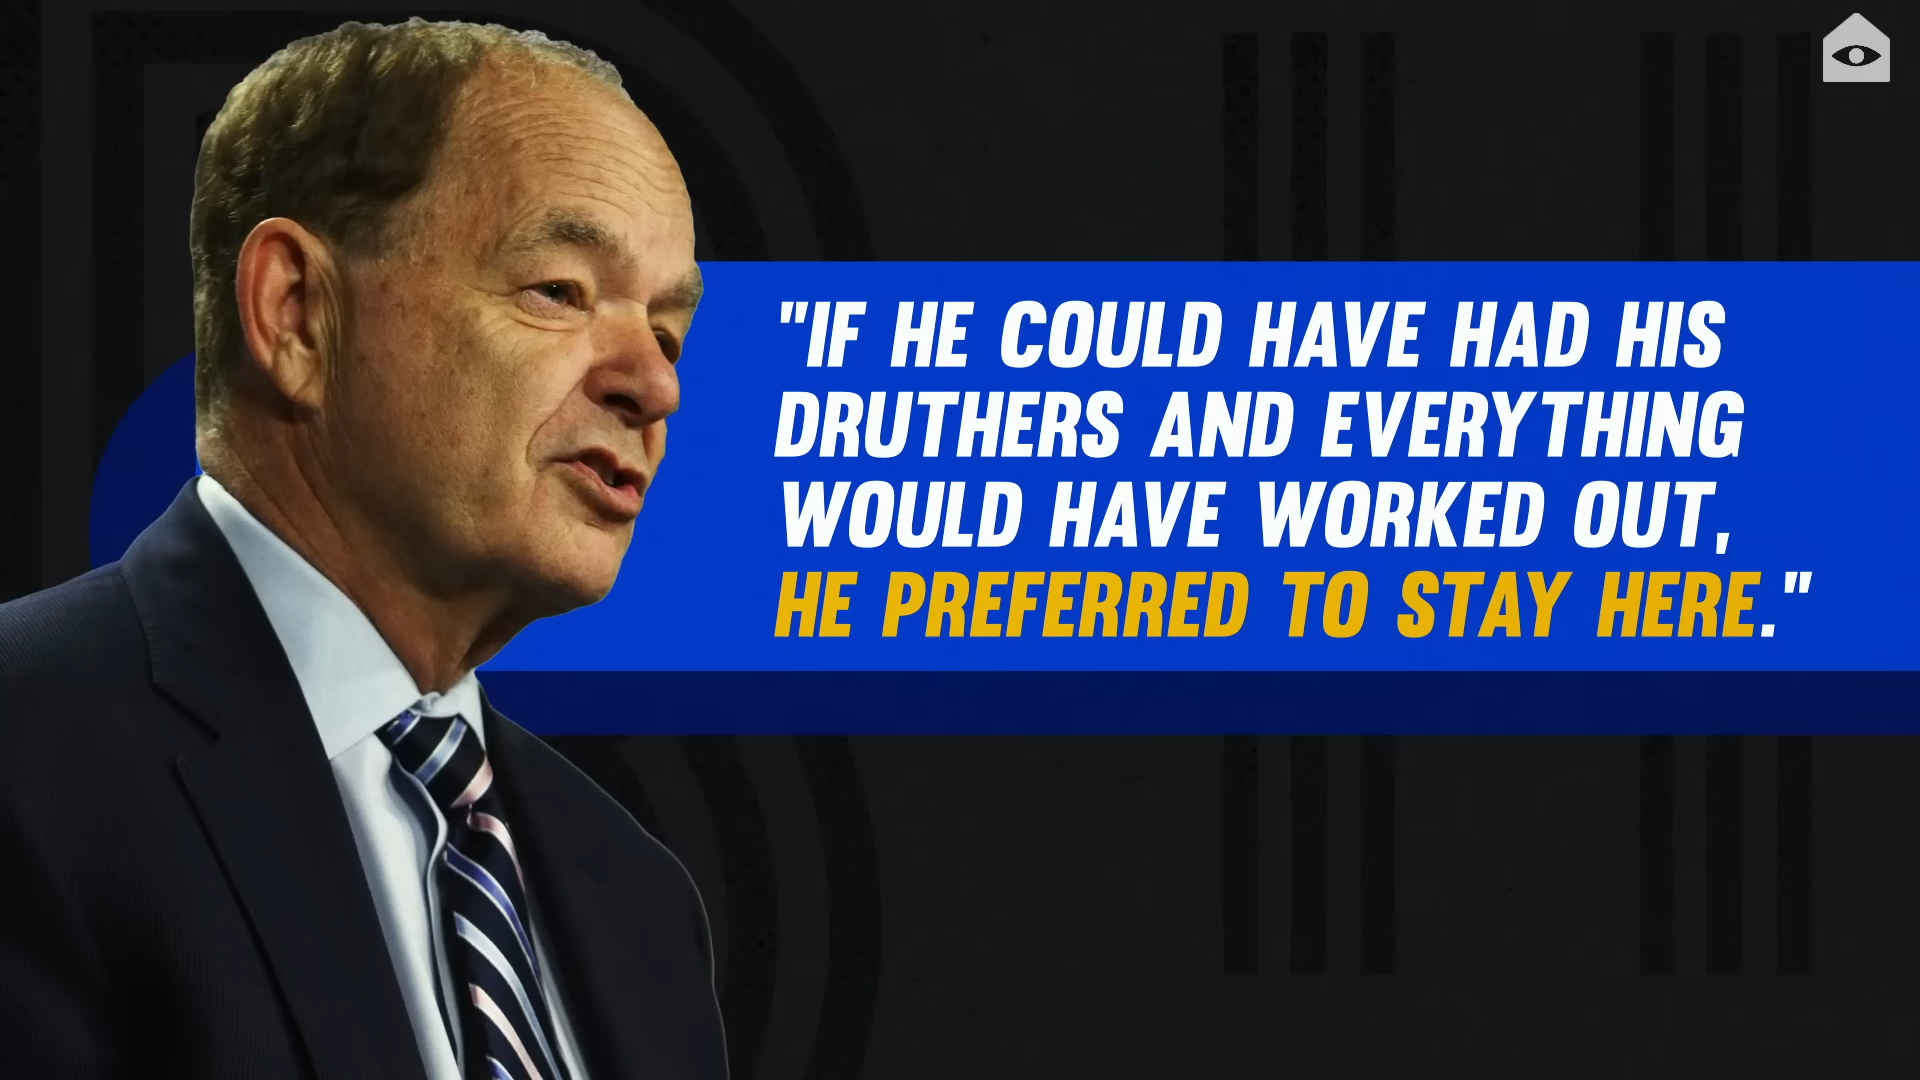 "IF HE COULD HAVE HAD HIS
DRUTHERS AND EVERYTHING
WOULD HAVE WORKED OUT,
HE PREFERRED TO STAY HERE."